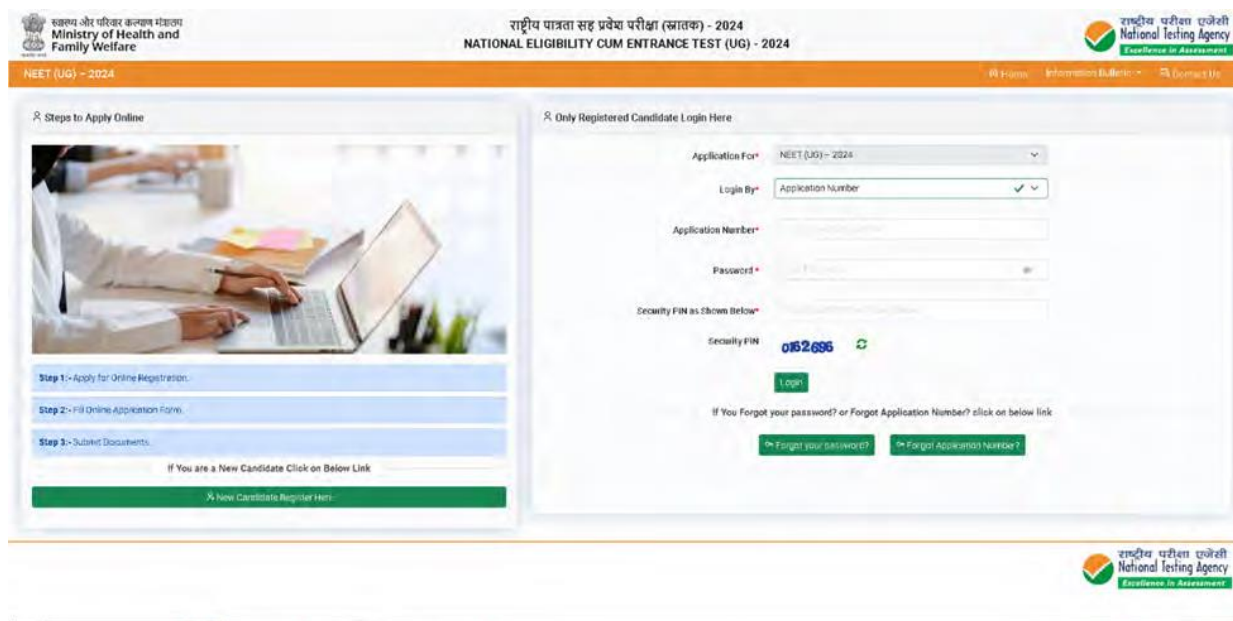 स्वास्थ्य और परिवार कल्याण मंत्रालय
Ministry of Health and
Family Welfare
राष्ट्रीय पात्रता सह प्रवेश परीक्षा (स्नातक) - 2024
NATIONAL ELIGIBILITY CUM ENTRANCE TEST (UG) - 2024
राष्ट्रीय परीक्षा एजेंसी
National Testing Agency
Excellence in Assessment
NEET (UG) – 2024
Home Information Bulletin Contact Us
Steps to Apply Online
Step 1:- Apply for Online Registration.
Step 2:- Fill Online Application Form.
Step 3:- Submit Documents.
If You are a New Candidate Click on Below Link
New Candidate Register Here
Only Registered Candidate Login Here
Application For* NEET (UG) – 2024
Login By* Application Number
Application Number*
Password *
Security PIN as Shown Below*
Security PIN 0162696
Login
If You Forgot your password? or Forgot Application Number? click on below link
Forgot your password? Forgot Application Number?
राष्ट्रीय परीक्षा एजेंसी
National Testing Agency
Excellence in Assessment